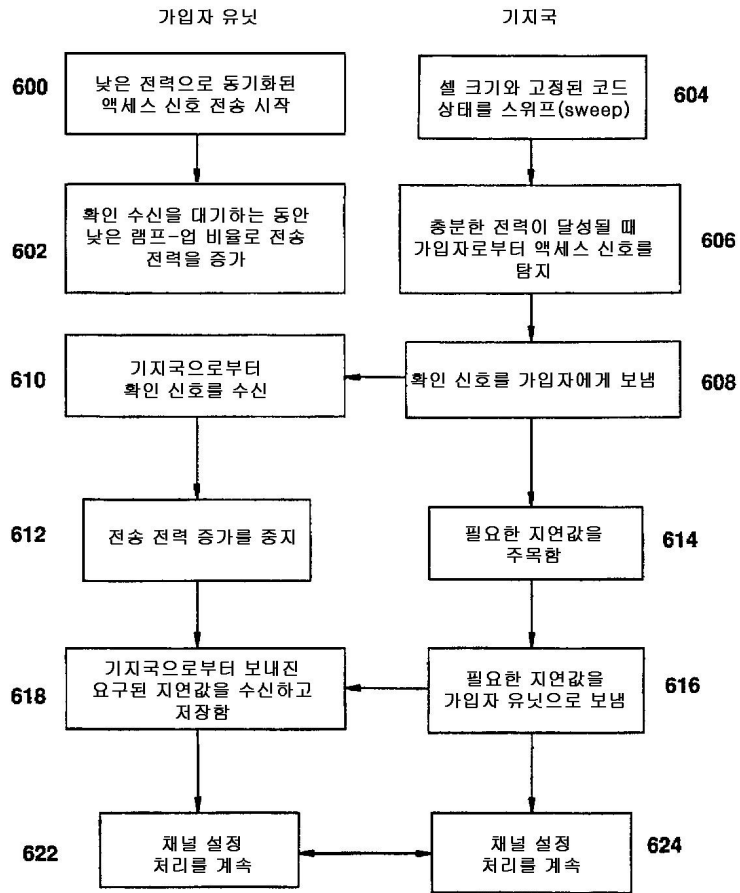 가입자 유닛
기지국
600
낮은 전력으로 동기화된
액세스 신호 전송 시작
셀 크기와 고정된 코드
상태를 스위프(sweep)
604
602
확인 수신을 대기하는 동안
낮은 램프-업 비율로 전송
전력을 증가
충분한 전력이 달성될 때
가입자로부터 액세스 신호를
탐지
606
610
기지국으로부터
확인 신호를 수신
확인 신호를 가입자에게 보냄
608
612
전송 전력 증가를 중지
필요한 지연값을
주목함
614
618
기지국으로부터 보내진
요구된 지연값을 수신하고
저장함
필요한 지연값을
가입자 유닛으로 보냄
616
622
채널 설정
처리를 계속
채널 설정
처리를 계속
624